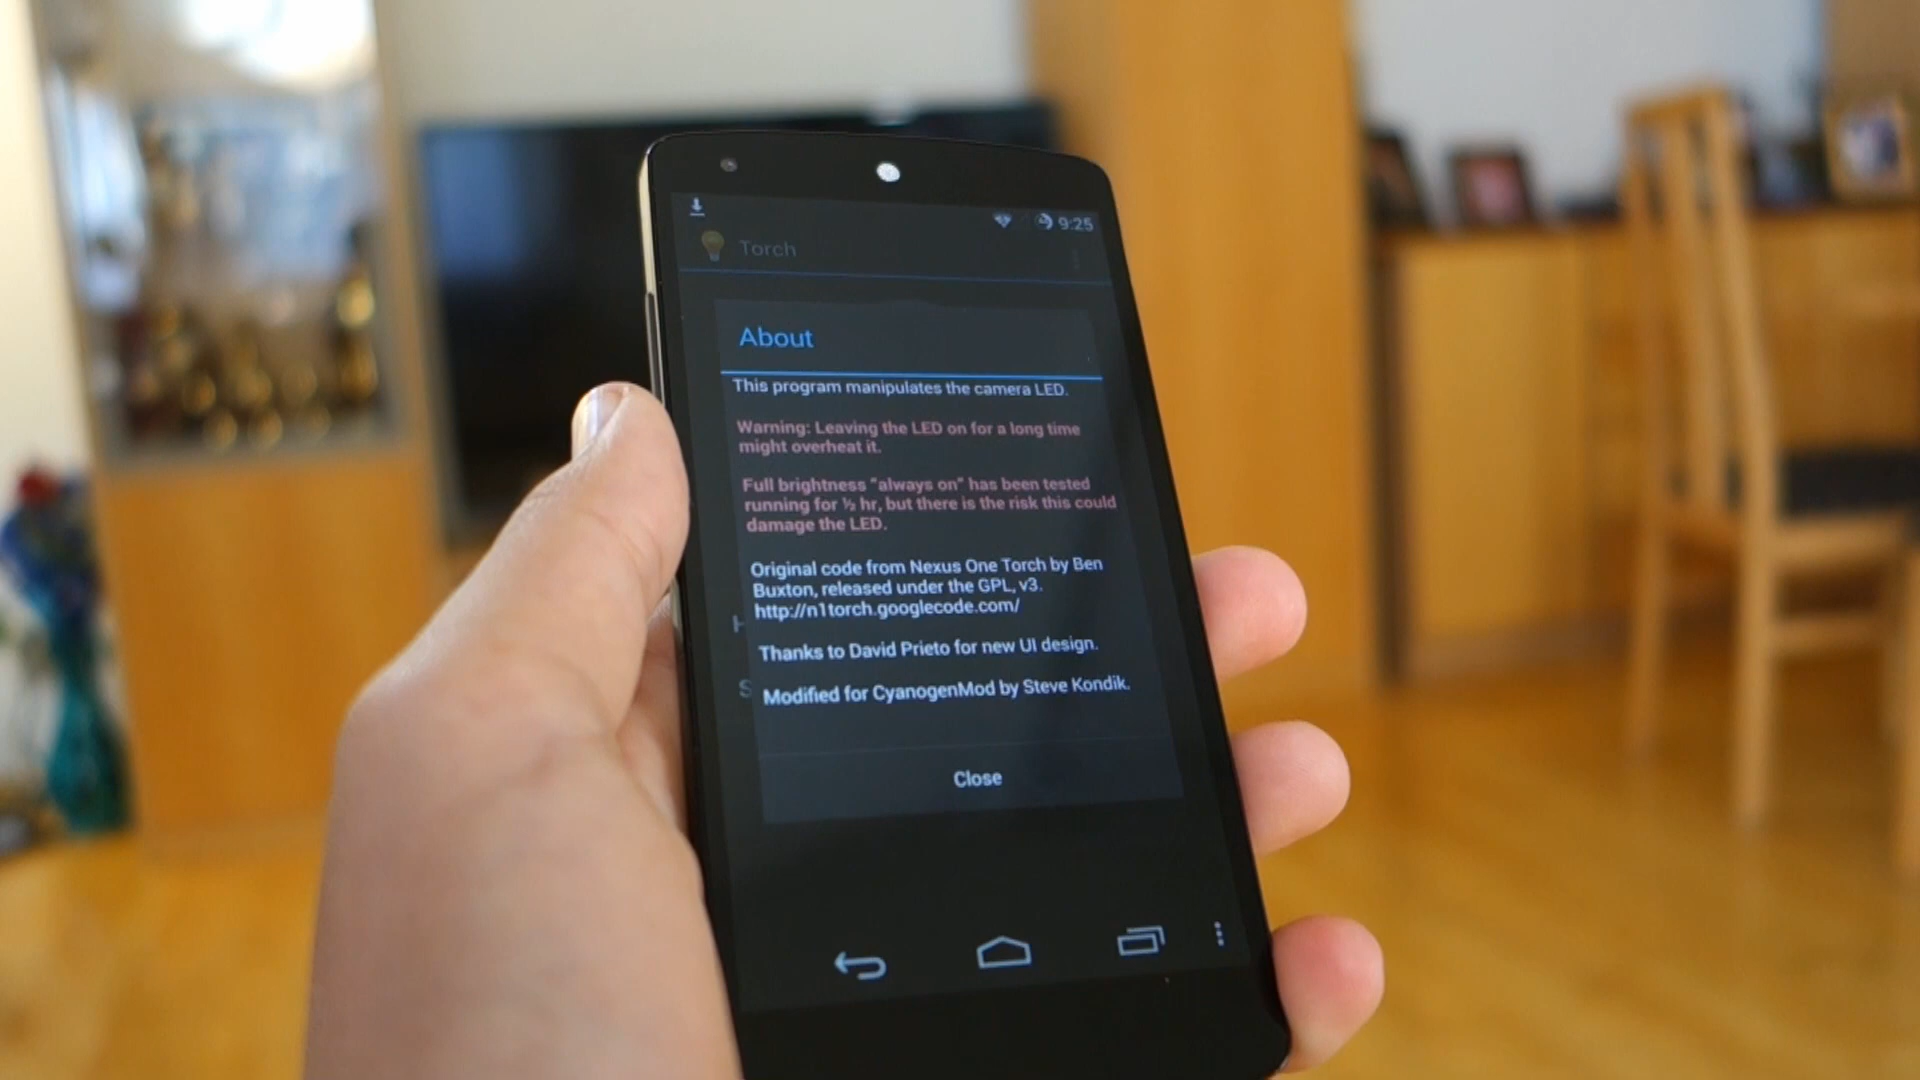 9:25
Torch
About
This program manipulates the camera LED.
Warning: Leaving the LED on for a long time
might overheat it.
Full brightness “always on” has been tested
running for ½ hr, but there is the risk this could
damage the LED.
Original code from Nexus One Torch by Ben
Buxton, released under the GPL, v3.
http://n1torch.googlecode.com/
H
Thanks to David Prieto for new UI design.
S
Modified for CyanogenMod by Steve Kondik.
Close